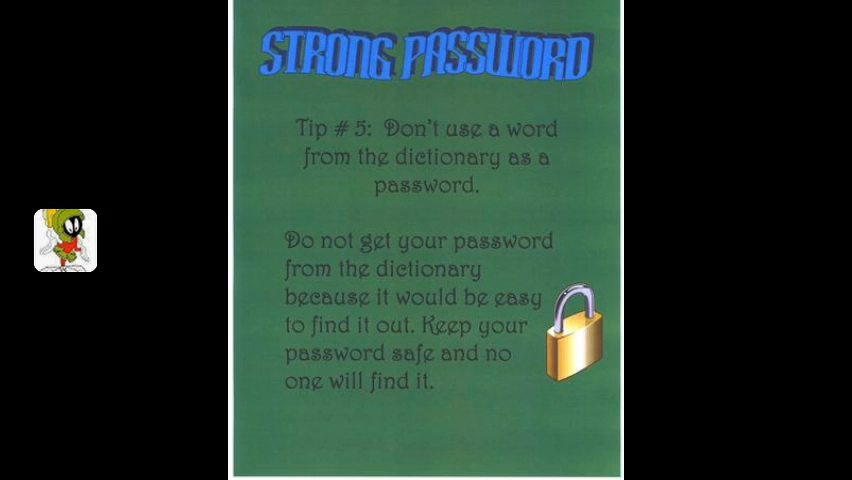 STRONG PASSWORD
Tip # 5: Don't use a word
from the dictionary as a
password.
Do not get your password
from the dictionary
because it would be easy
to find it out. Keep your
password safe and no
one will find it.